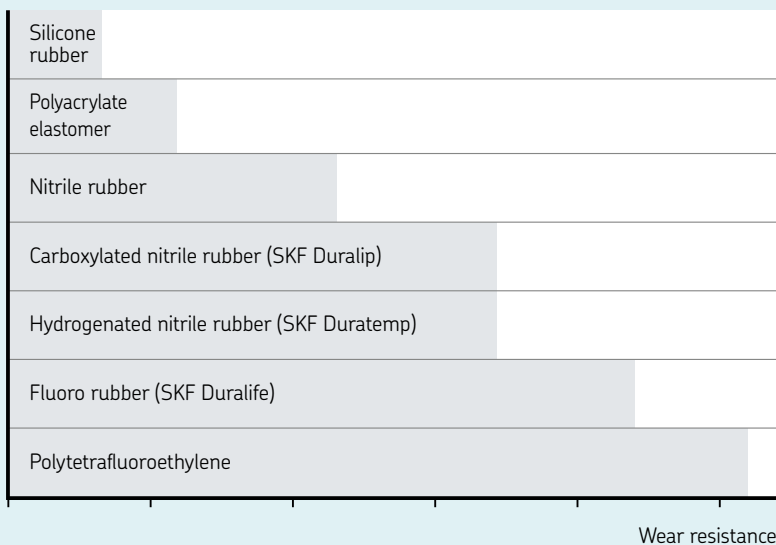 Silicone
rubber
Polyacrylate
elastomer
Nitrile rubber
Carboxylated nitrile rubber (SKF Duralip)
Hydrogenated nitrile rubber (SKF Duratemp)
Fluoro rubber (SKF Duralife)
Polytetrafluoroethylene
Wear resistance